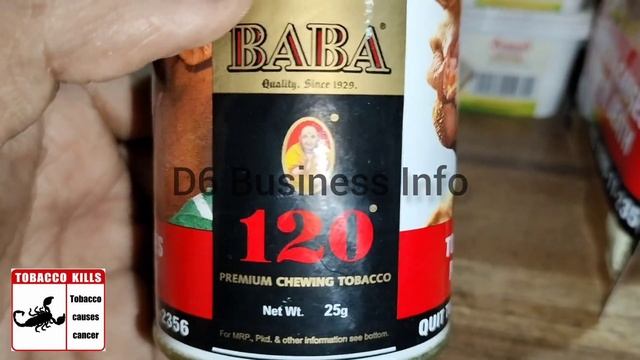 BABA
Quality. Since 1929.
D6 Business Info
120
PREMIUM CHEWING TOBACCO
Net Wt. 25g
For MRP., Pkd. & other information see bottom.
2356
QUIT
TOBACCO KILLS
Tobacco
causes
cancer